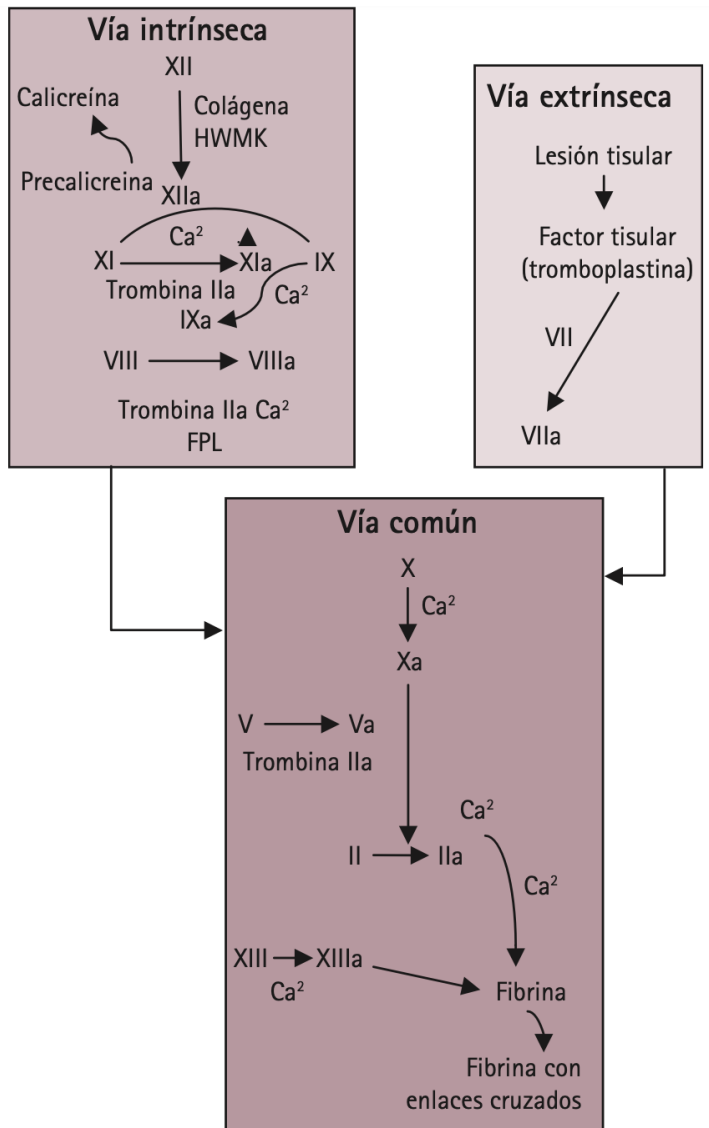 Vía intrínseca
XII
Calicreína
Colágena
HWMK
Precalicreina
XIIa
Ca²
XI
XIa
IX
Trombina IIa
Ca²
IXa
VIII
VIIIa
Trombina IIa Ca²
FPL
Vía extrínseca
Lesión tisular
Factor tisular
(tromboplastina)
VII
VIIa
Vía común
X
Ca²
Xa
V
Va
Trombina IIa
Ca²
II
IIa
Ca²
XIII
XIIIa
Ca²
Fibrina
Fibrina con
enlaces cruzados